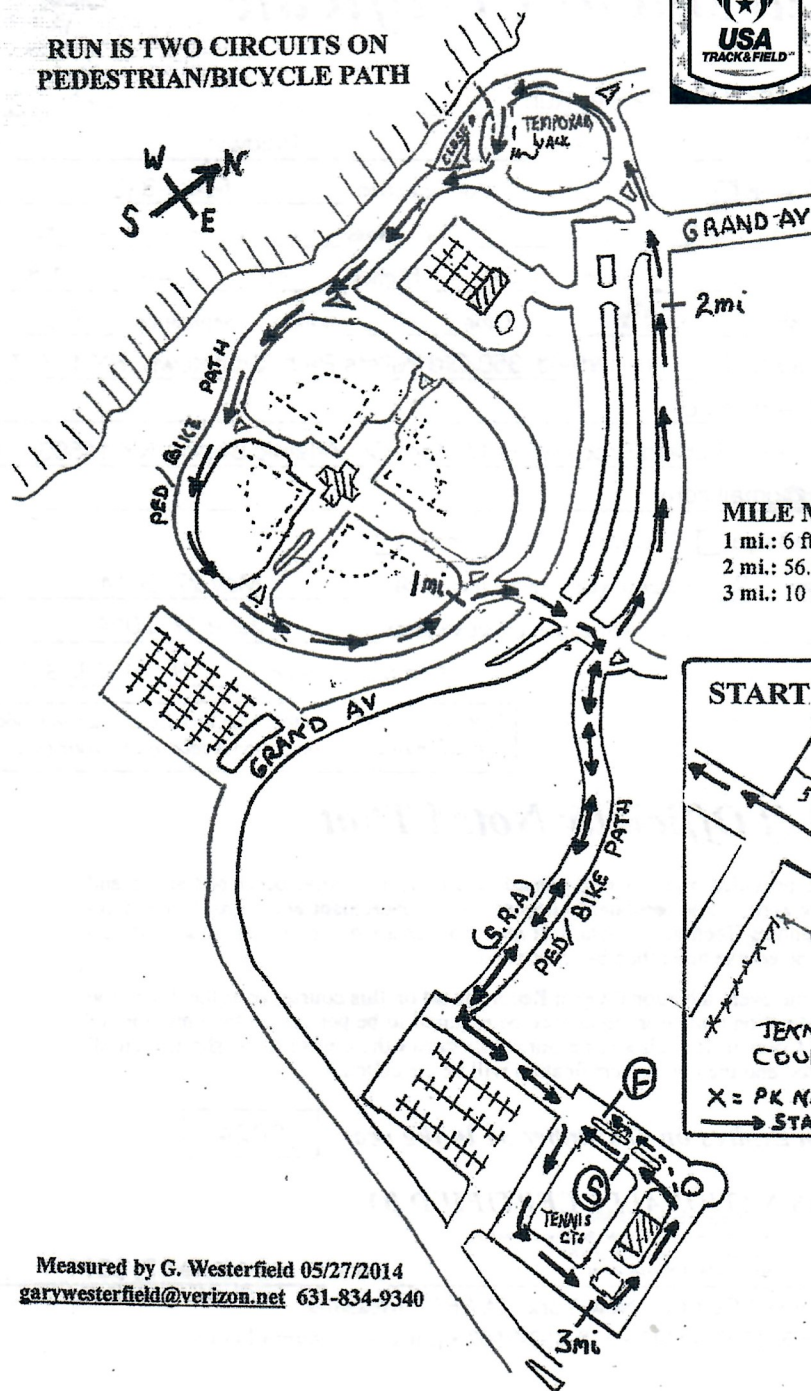 RUN IS TWO CIRCUITS ON
PEDESTRIAN/BICYCLE PATH
USA
TRACK & FIELD
W
N
S
E
CLOSED
TEMPORARY
WALK
GRAND AV
2mi
PED/BIKE PATH
1mi
MILE M
1 mi.: 6 ft
2 mi.: 56.
3 mi.: 10
GRAND AV
START
(S.R.A)
PED/BIKE PATH
TENN
COU
X = PK N
STA
F
S
TENNIS
CTS
3mi
Measured by G. Westerfield 05/27/2014
garywesterfield@verizon.net 631-834-9340